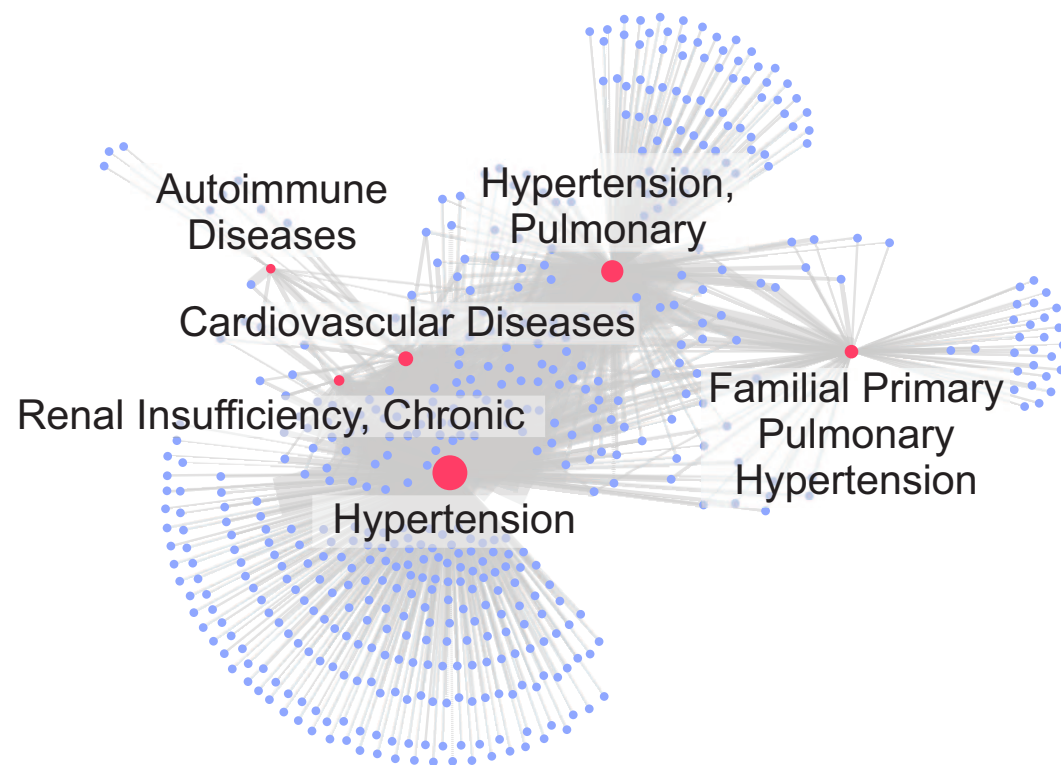 Autoimmune
Diseases
Hypertension,
Pulmonary
Cardiovascular Diseases
Renal Insufficiency, Chronic
Familial Primary
Pulmonary
Hypertension
Hypertension